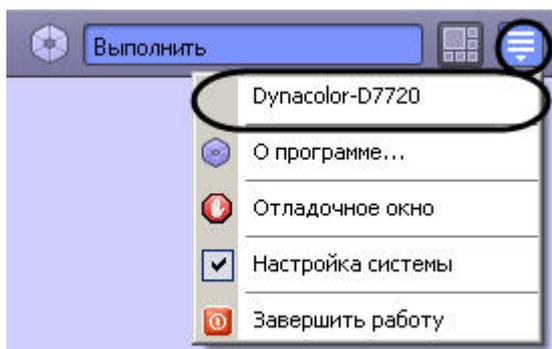 Выполнить
Dynacolor-D7720
О программе...
Отладочное окно
Настройка системы
Завершить работу